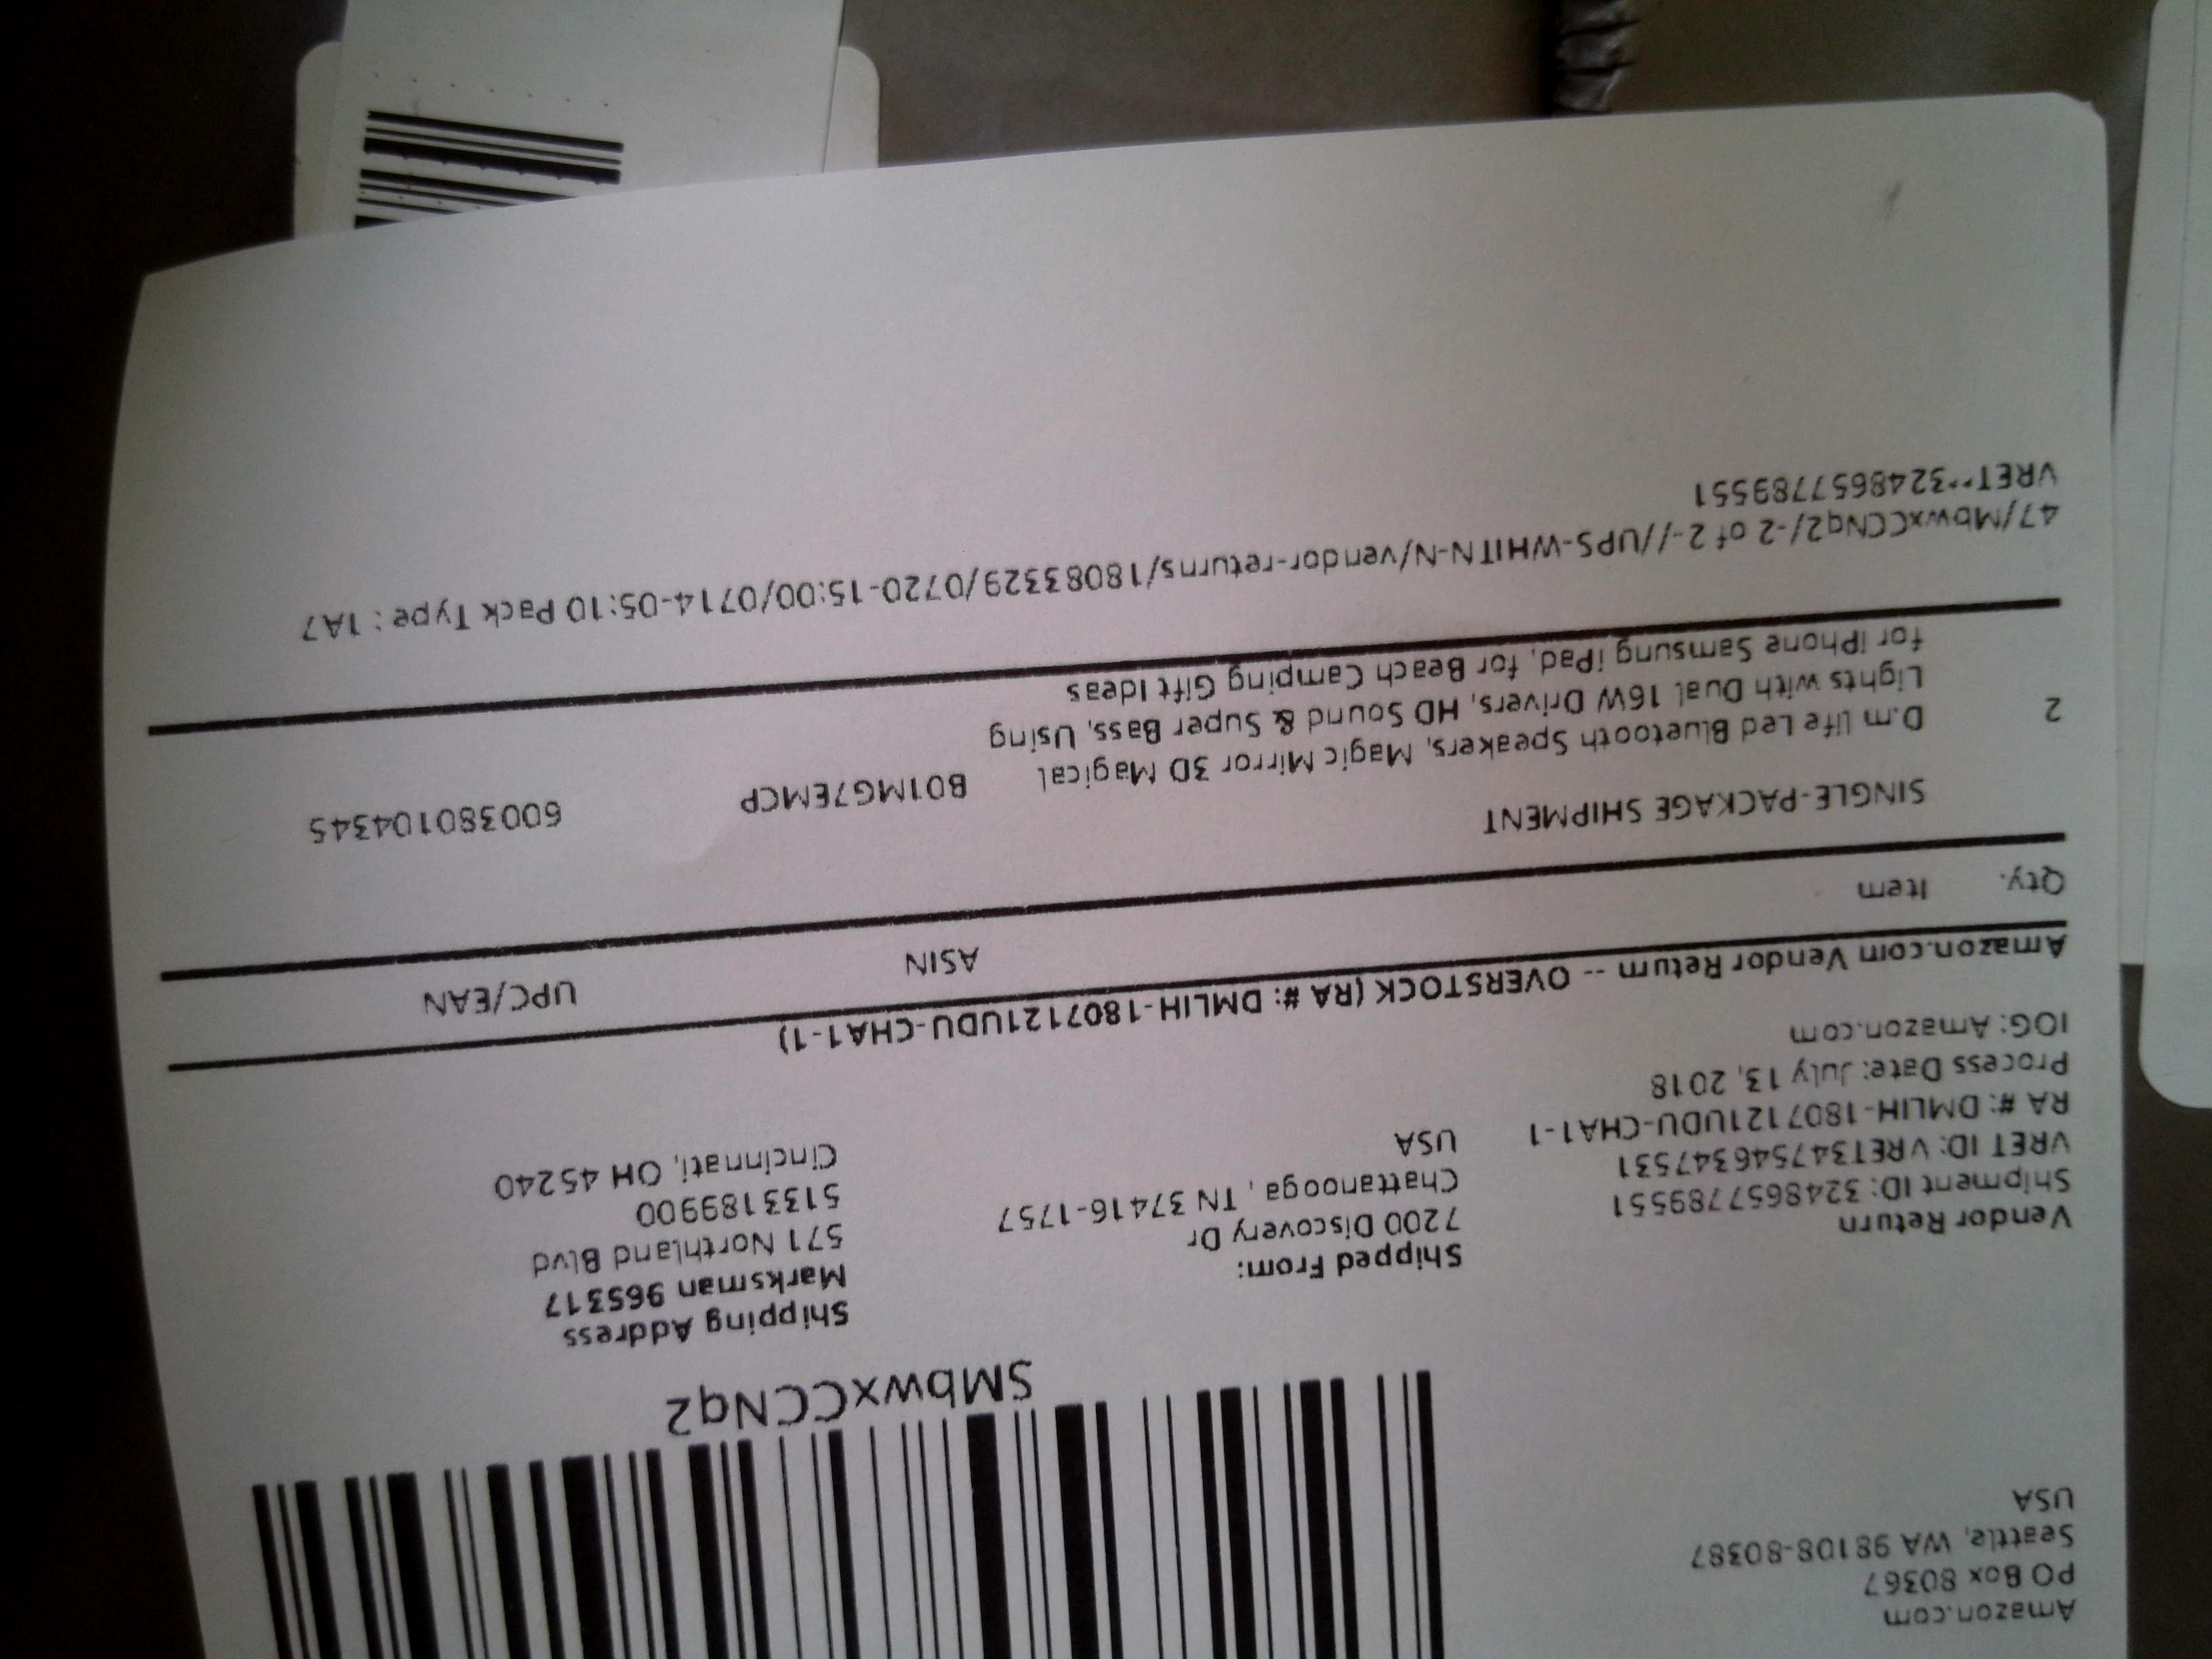 Amazon.com
PO Box 80367
Seattle, WA 98108-80387
USA
SMbwxCCNq2
Vendor Return
Shipment ID: 3248657789551
VRET ID: VRET347546347531
RA #: DMLIH-1807121UDU-CHA1-1
Process Date: July 13, 2018
IOG: Amazon.com
Shipped From:
7200 Discovery Dr
Chattanooga , TN 37416-1757
USA
Shipping Address
Marksman 965317
571 Northland Blvd
5133189900
Cincinnati, OH 45240
Amazon.com Vendor Return -- OVERSTOCK (RA #: DMLIH-1807121UDU-CHA1-1)
Qty. Item ASIN UPC/EAN
SINGLE-PACKAGE SHIPMENT
2 D.m life Led Bluetooth Speakers, Magic Mirror 3D Magical B01MG7EMCP 600380104345
Lights with Dual 16W Drivers, HD Sound & Super Bass, Using
for iPhone Samsung iPad, for Beach Camping Gift Ideas
47/MbwxCCNq2/-2 of 2-//UPS-WHITN-N/vendor-returns/18083329/0720-15:00/0714-05:10 Pack Type : 1A7
VRET**3248657789551